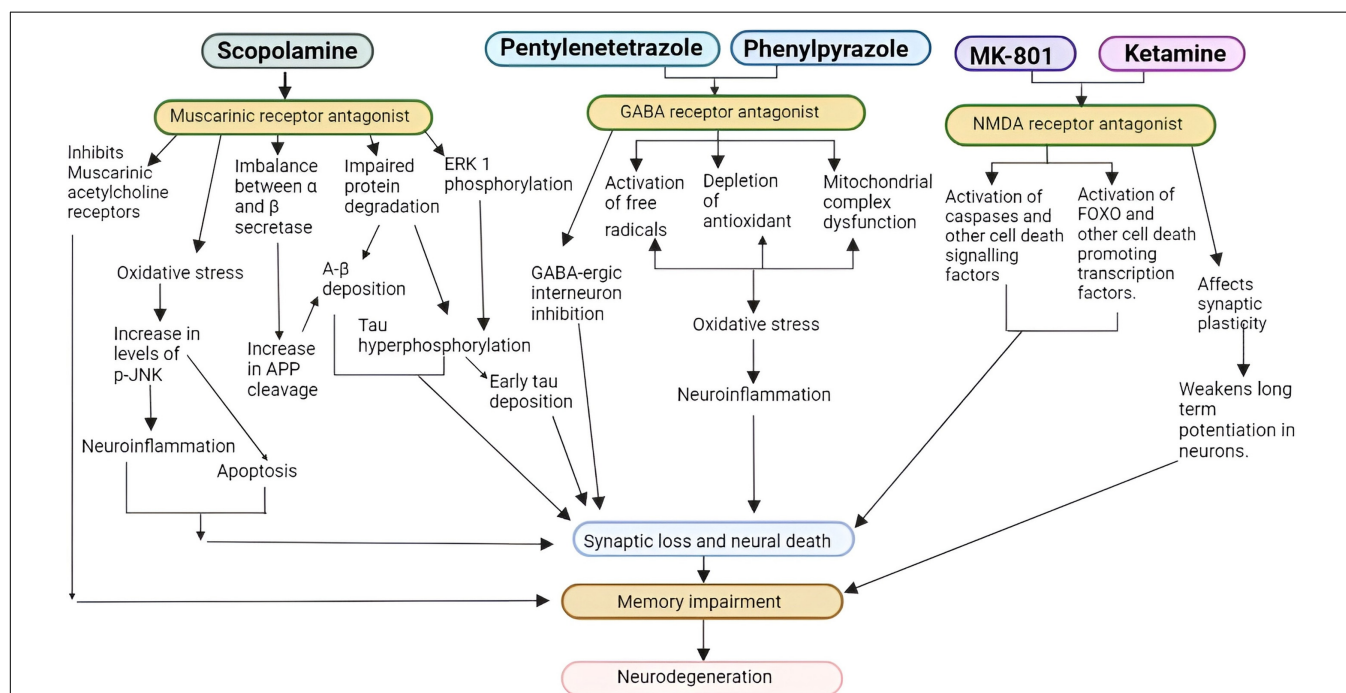 Scopolamine
Pentylenetetrazole
Phenylpyrazole
MK-801
Ketamine
Muscarinic receptor antagonist
GABA receptor antagonist
NMDA receptor antagonist
Inhibits
Muscarinic
acetylcholine
receptors
Imbalance
between α
and β
secretase
Impaired
protein
degradation
ERK 1
phosphorylation
Oxidative stress
Increase in
levels of
p-JNK
Neuroinflammation
Apoptosis
Increase
in APP
cleavage
A-β
deposition
Tau
hyperphosphorylation
Early tau
deposition
GABA-ergic
interneuron
inhibition
Activation
of free
radicals
Depletion
of
antioxidant
Mitochondrial
complex
dysfunction
Oxidative stress
Neuroinflammation
Activation of
caspases and
other cell death
signalling
factors
Activation of
FOXO and
other cell death
promoting
transcription
factors.
Affects
synaptic
plasticity
Weakens long
term
potentiation in
neurons.
Synaptic loss and neural death
Memory impairment
Neurodegeneration